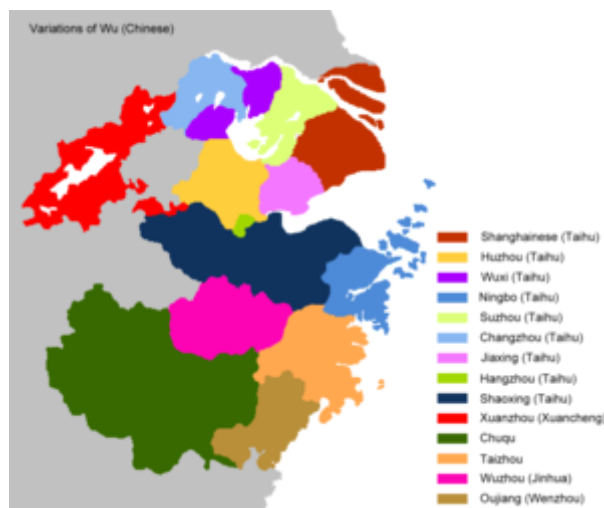 Variations of Wu (Chinese)
Shanghainese (Taihu)
Huzhou (Taihu)
Wuxi (Taihu)
Ningbo (Taihu)
Suzhou (Taihu)
Changzhou (Taihu)
Jiaxing (Taihu)
Hangzhou (Taihu)
Shaoxing (Taihu)
Xuanzhou (Xuancheng)
Chuqu
Taizhou
Wuzhou (Jinhua)
Oujiang (Wenzhou)